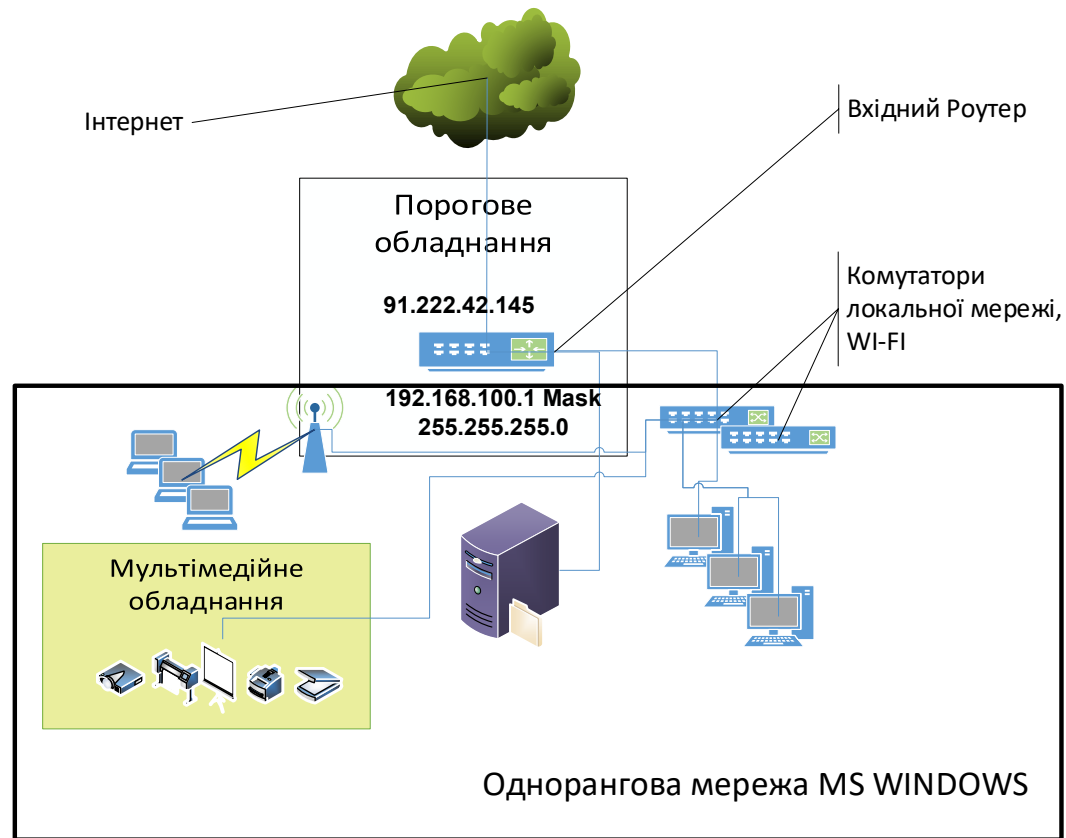 Інтернет
Вхідний Роутер
Порогове
обладнання
91.222.42.145
Комутатори
локальної мережі,
WI-FI
192.168.100.1 Mask
255.255.255.0
Мультімедійне
обладнання
Однорангова мережа MS WINDOWS